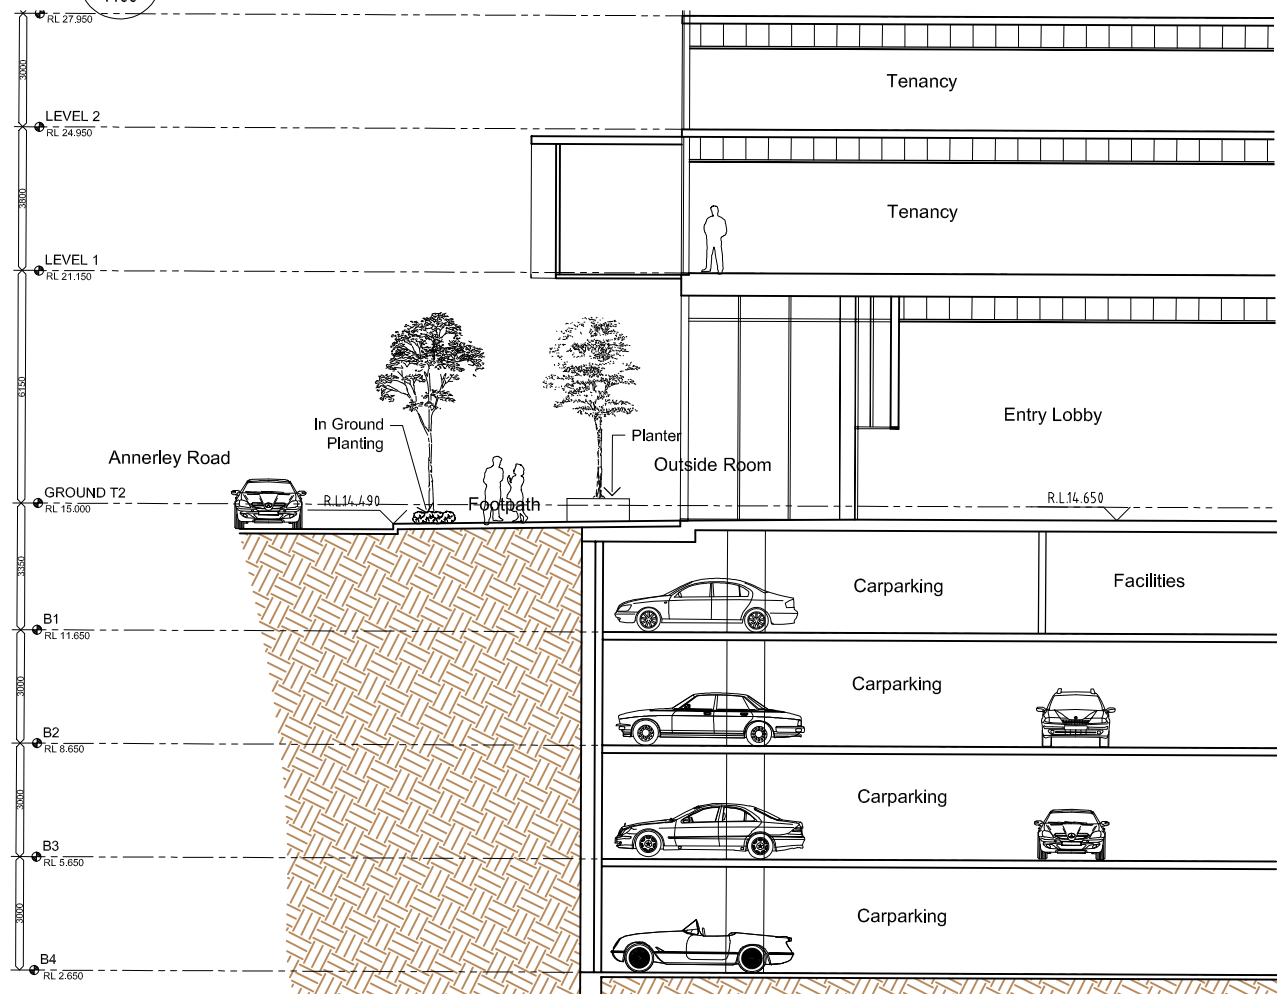 RL 27.950
3000
Tenancy
LEVEL 2
RL 24.950
3800
Tenancy
LEVEL 1
RL 21.150
6150
In Ground
Planting
Planter
Entry Lobby
Annerley Road
Outside Room
GROUND T2
RL 15.000
R.L14.490
Footpath
R.L14.650
3350
Carparking
Facilities
B1
RL 11.650
3000
Carparking
B2
RL 8.650
3000
Carparking
B3
RL 5.650
3000
Carparking
B4
RL 2.650